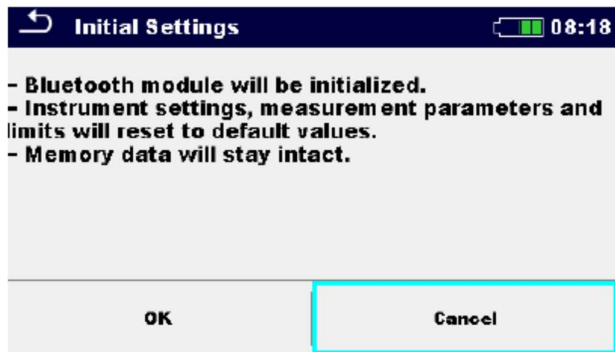 Initial Settings 08:18
– Bluetooth module will be initialized.
– Instrument settings, measurement parameters and
limits will reset to default values.
– Memory data will stay intact.
OK Cancel